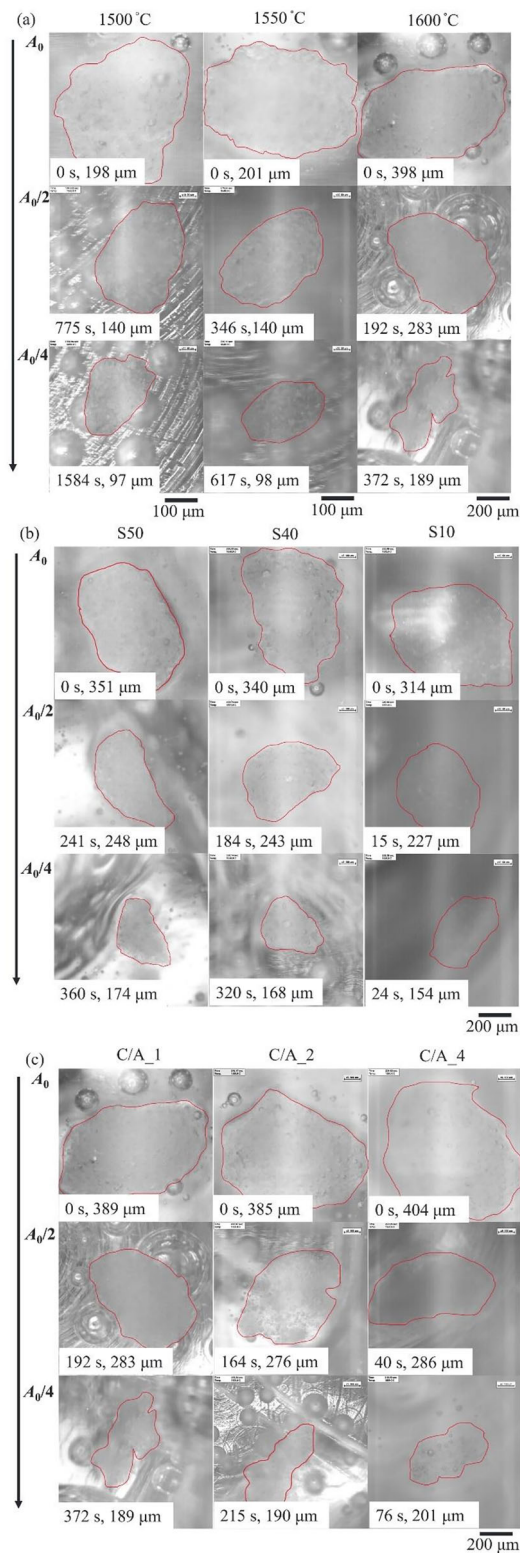 (a)
1500 °C 1550 °C 1600 °C
A0
0 s, 198 μm 0 s, 201 μm 0 s, 398 μm
A0/2
775 s, 140 μm 346 s,140 μm 192 s, 283 μm
A0/4
1584 s, 97 μm 617 s, 98 μm 372 s, 189 μm
100 μm 100 μm 200 μm
(b)
S50 S40 S10
A0
0 s, 351 μm 0 s, 340 μm 0 s, 314 μm
A0/2
241 s, 248 μm 184 s, 243 μm 15 s, 227 μm
A0/4
360 s, 174 μm 320 s, 168 μm 24 s, 154 μm
200 μm
(c)
C/A_1 C/A_2 C/A_4
A0
0 s, 389 μm 0 s, 385 μm 0 s, 404 μm
A0/2
192 s, 283 μm 164 s, 276 μm 40 s, 286 μm
A0/4
372 s, 189 μm 215 s, 190 μm 76 s, 201 μm
200 μm